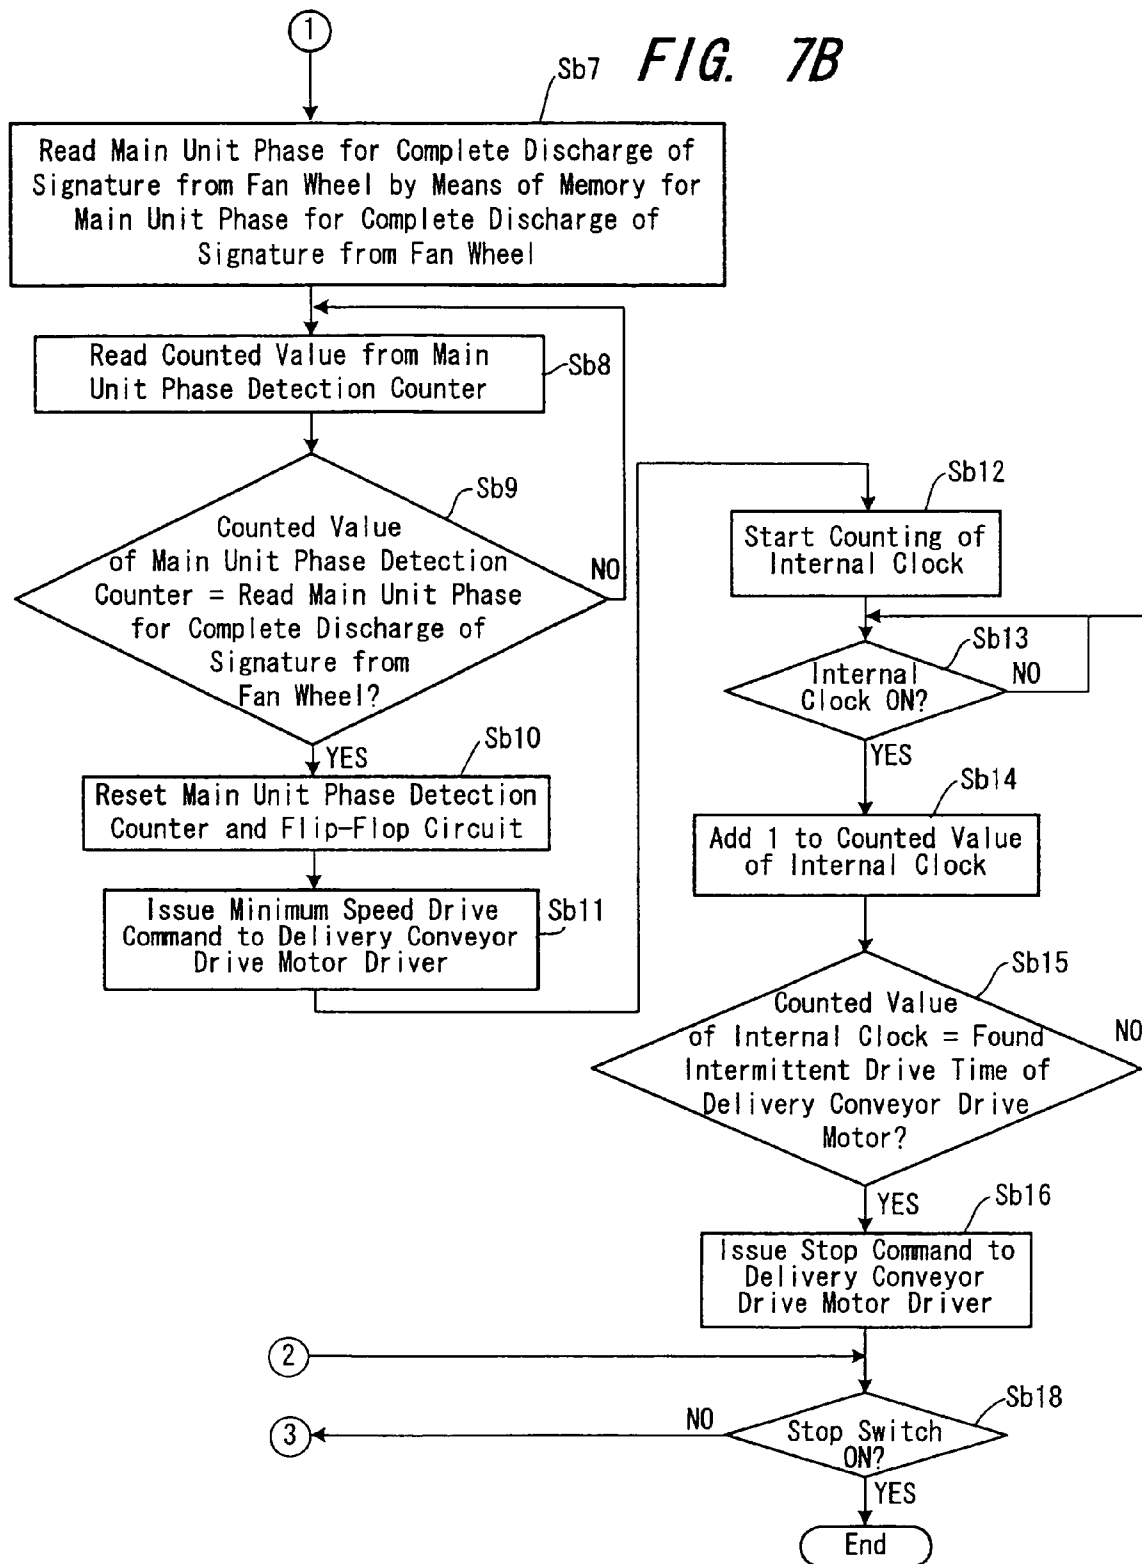 1
FIG. 7B
Sb7
Read Main Unit Phase for Complete Discharge of
Signature from Fan Wheel by Means of Memory for
Main Unit Phase for Complete Discharge of
Signature from Fan Wheel
Read Counted Value from Main
Unit Phase Detection Counter
Sb8
Sb9
Counted Value
of Main Unit Phase Detection
Counter = Read Main Unit Phase
for Complete Discharge of
Signature from
Fan Wheel?
NO
YES
Sb10
Reset Main Unit Phase Detection
Counter and Flip-Flop Circuit
Issue Minimum Speed Drive
Command to Delivery Conveyor
Drive Motor Driver
Sb11
Sb12
Start Counting of
Internal Clock
Sb13
Internal
Clock ON?
NO
YES
Sb14
Add 1 to Counted Value
of Internal Clock
Sb15
Counted Value
of Internal Clock = Found
Intermittent Drive Time of
Delivery Conveyor Drive
Motor?
NO
YES
Sb16
Issue Stop Command to
Delivery Conveyor
Drive Motor Driver
2
Sb18
Stop Switch
ON?
NO
3
YES
End